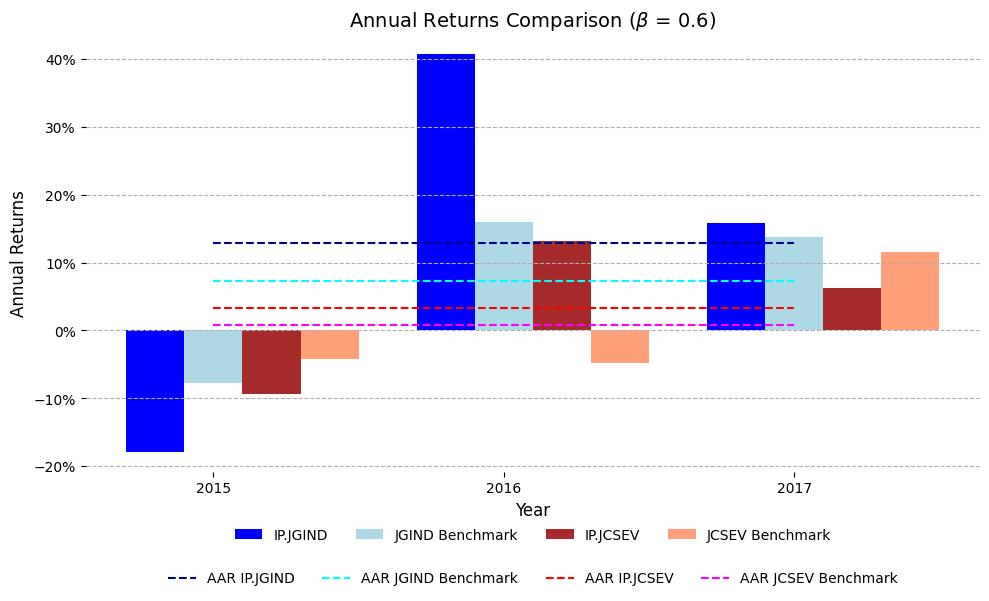 Annual Returns Comparison (β = 0.6)
40%
30%
20%
10%
0%
−10%
−20%
Annual Returns
2015 2016 2017
Year
IP.JGIND JGIND Benchmark IP.JCSEV JCSEV Benchmark
AAR IP.JGIND AAR JGIND Benchmark AAR IP.JCSEV AAR JCSEV Benchmark